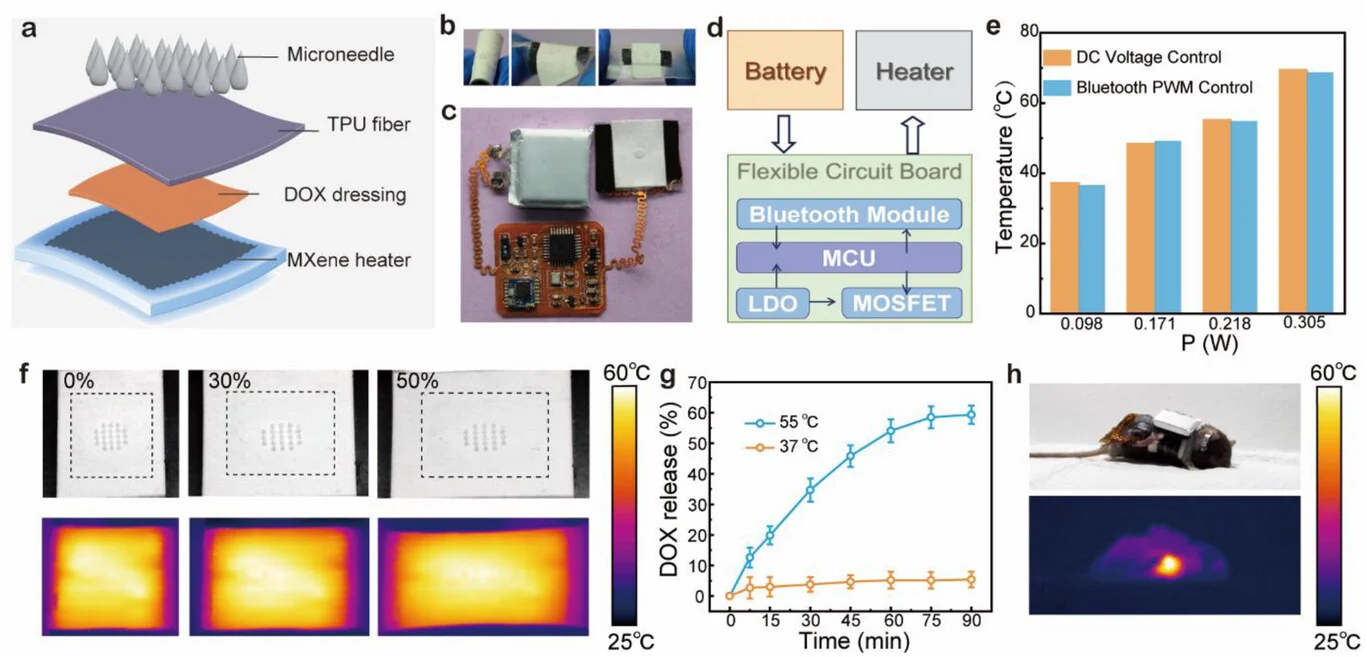 a
Microneedle
TPU fiber
DOX dressing
MXene heater
b
c
d
Battery
Heater
Flexible Circuit Board
Bluetooth Module
MCU
LDO
MOSFET
e
80
60
40
20
0
Temperature (℃)
DC Voltage Control
Bluetooth PWM Control
0.098 0.171 0.218 0.305
P (W)
f
0%
30%
50%
60℃
25℃
g
70
60
50
40
30
20
10
0
DOX release (%)
55 ℃
37 ℃
0 15 30 45 60 75 90
Time (min)
h
60℃
25℃